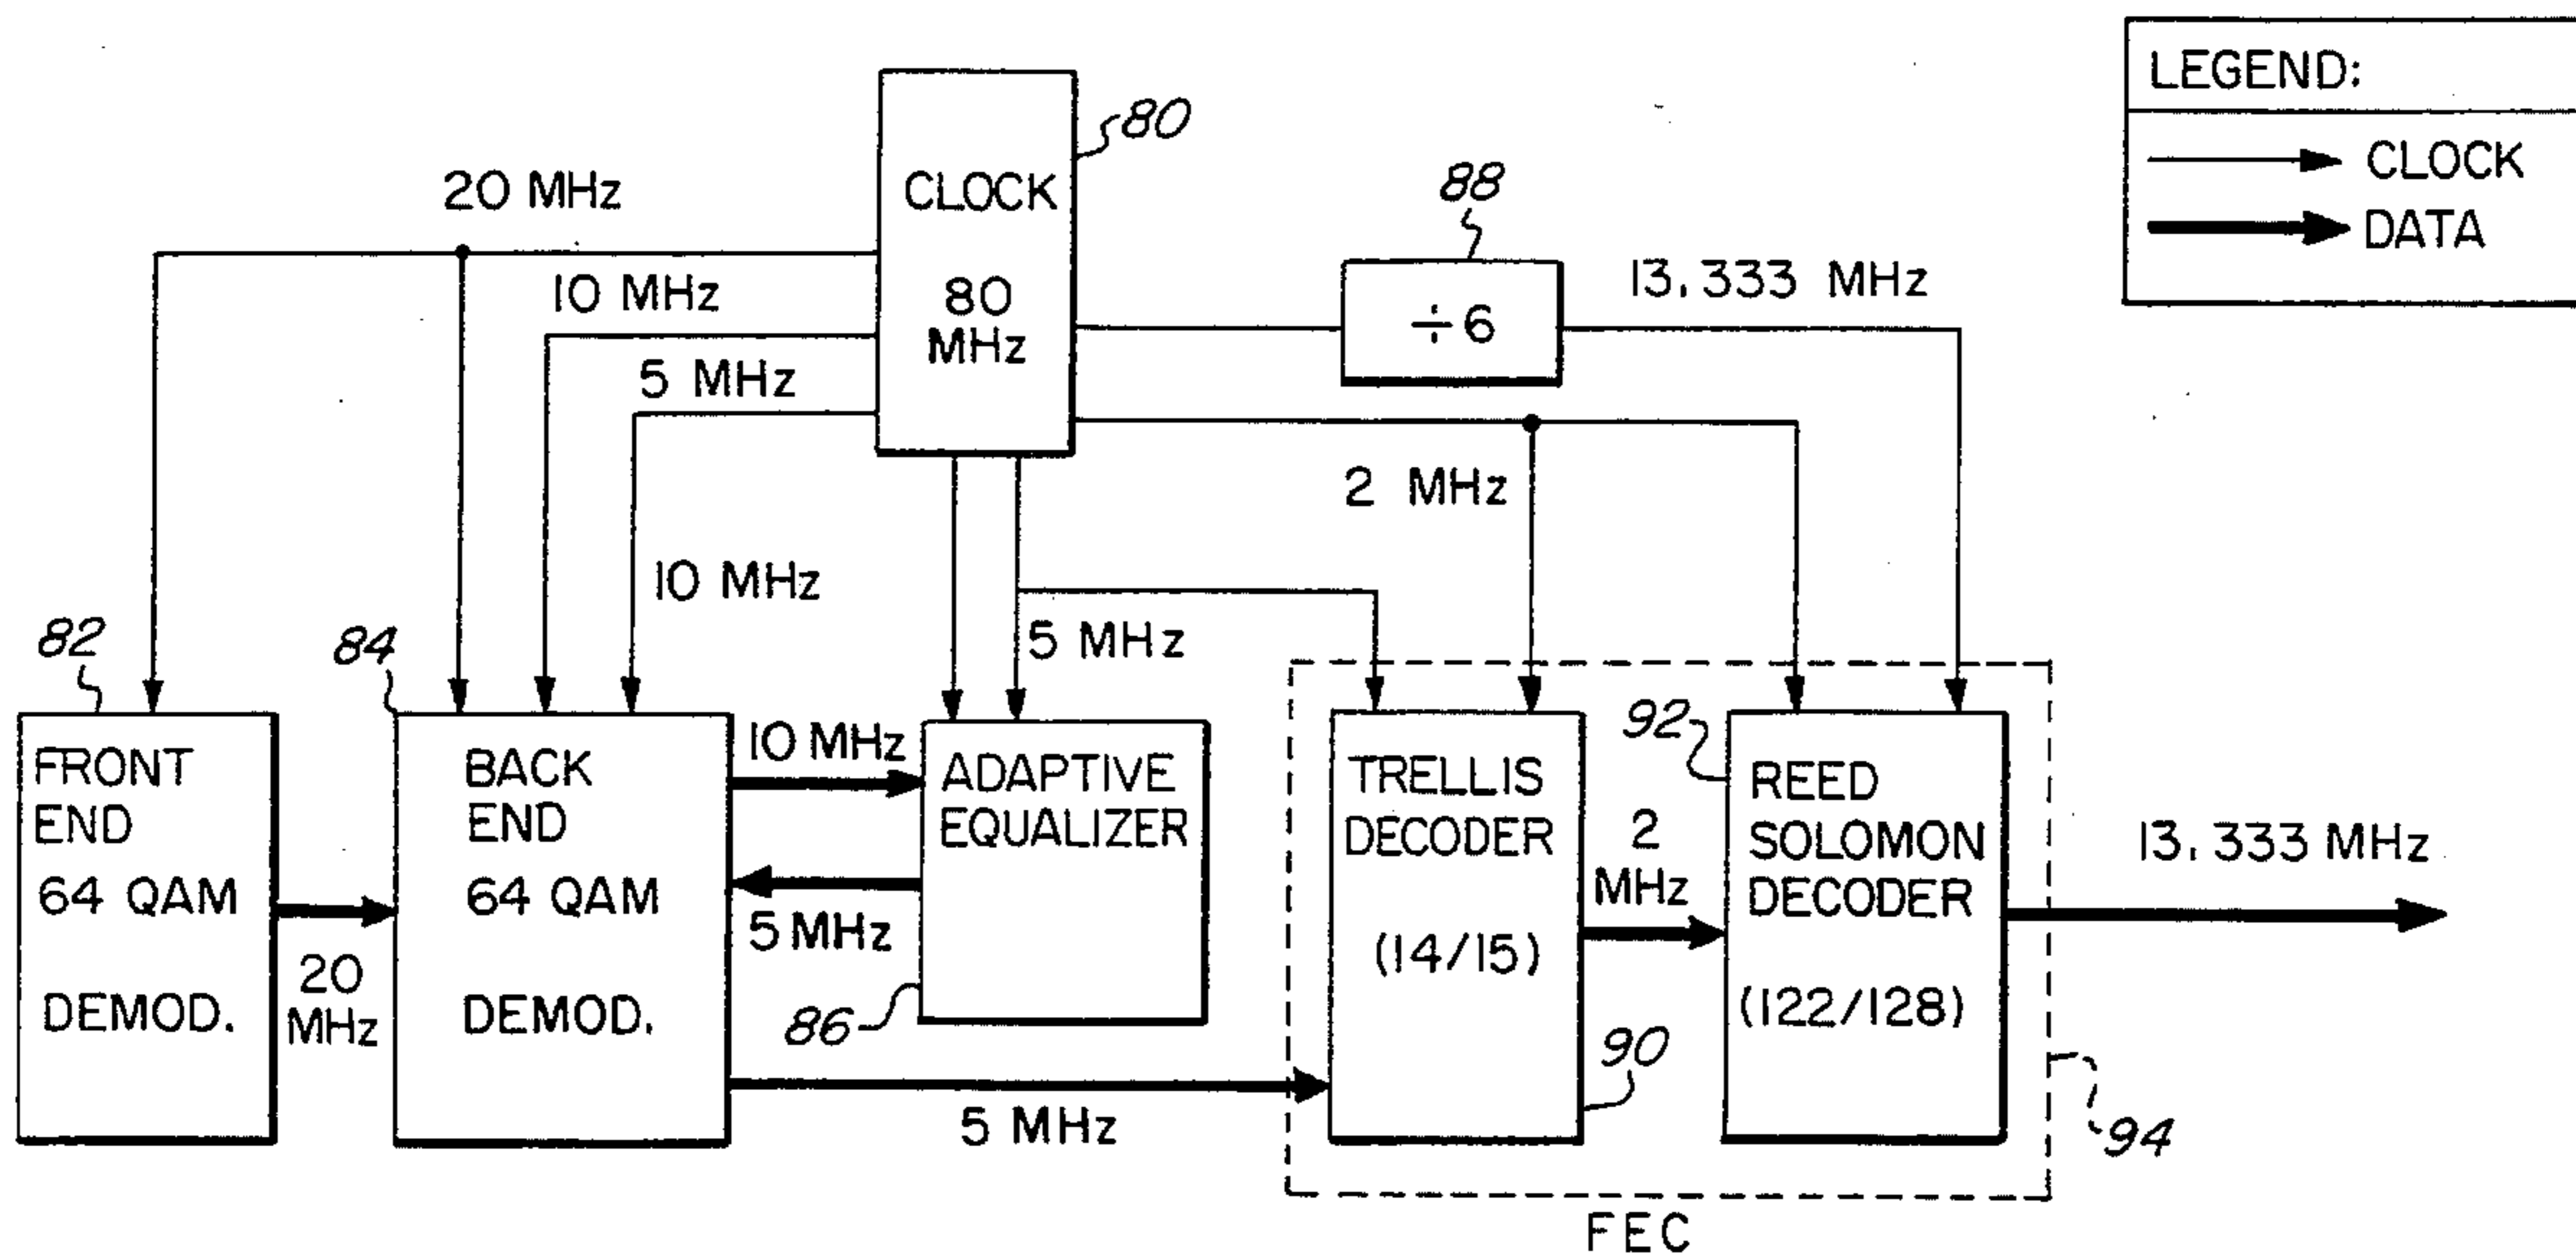 LEGEND:
CLOCK
DATA
80
CLOCK
80
MHz
20 MHz
10 MHz
5 MHz
88
÷6
13.333 MHz
2 MHz
10 MHz
5 MHz
82
FRONT
END
64 QAM
DEMOD.
20
MHz
84
BACK
END
64 QAM
DEMOD.
10 MHz
5 MHz
86
ADAPTIVE
EQUALIZER
5 MHz
TRELLIS
DECODER
(14/15)
90
2
MHz
92
REED
SOLOMON
DECODER
(122/128)
13.333 MHz
94
FEC